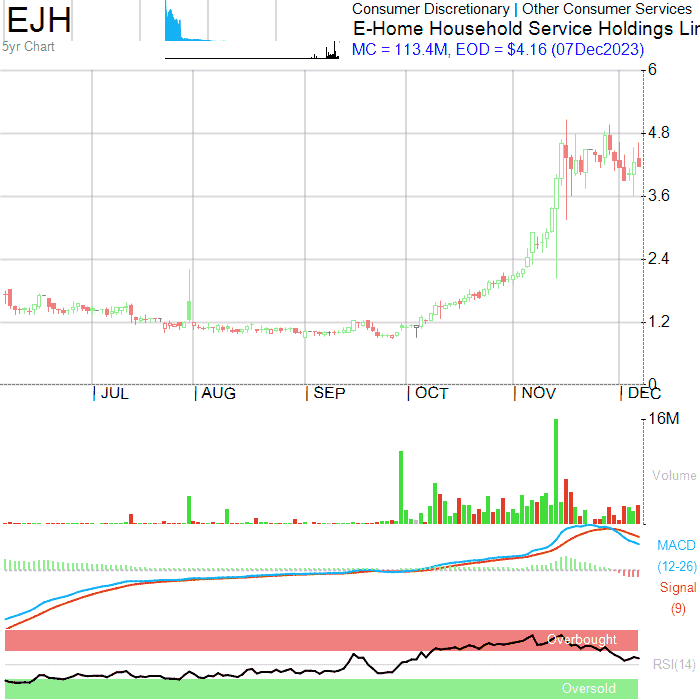 EJH
Consumer Discretionary | Other Consumer Services
E-Home Household Service Holdings Lir
5yr Chart
MC = 113.4M, EOD = $4.16 (07Dec2023)
6
4.8
3.6
2.4
1.2
0
| JUL | AUG | SEP | OCT | NOV | DEC
16M
Volume
MACD
(12-26)
Signal
(9)
Overbought
RSI(14)
Oversold